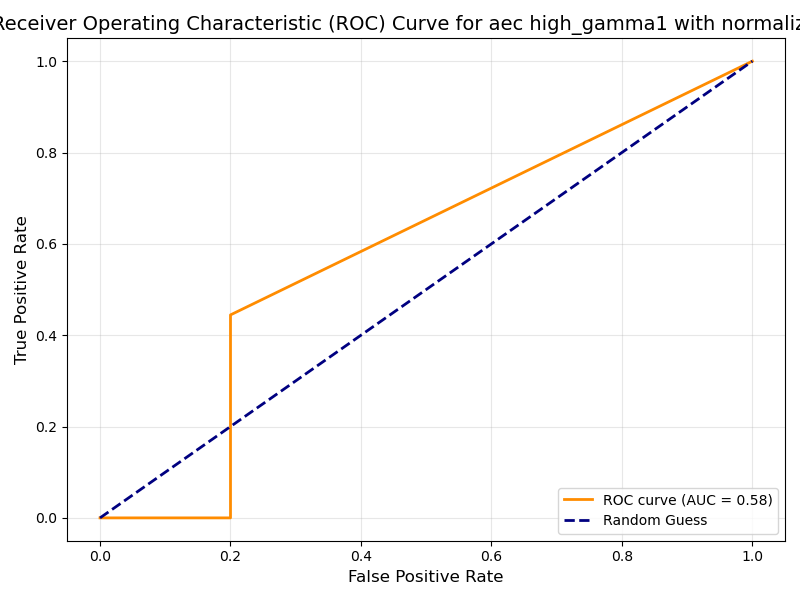 Receiver Operating Characteristic (ROC) Curve for aec high_gamma1 with
1.0
0.8
0.6
0.4
0.2
0.0
True Positive Rate
0.0 0.2 0.4 0.6 0.8 1.0
False Positive Rate
ROC curve (AUC = 0.58)
Random Guess